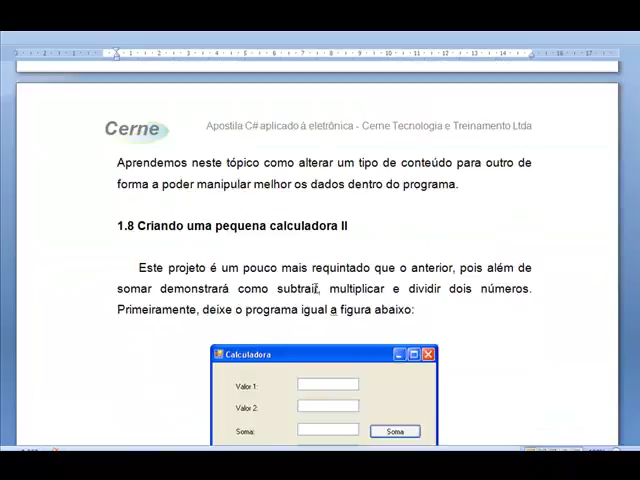 Cerne
Apostila C# aplicado à eletrônica - Cerne Tecnologia e Treinamento Ltda
Aprendemos neste tópico como alterar um tipo de conteúdo para outro de
forma a poder manipular melhor os dados dentro do programa.
1.8 Criando uma pequena calculadora II
Este projeto é um pouco mais requintado que o anterior, pois além de
somar demonstrará como subtrair, multiplicar e dividir dois números.
Primeiramente, deixe o programa igual a figura abaixo:
Calculadora
Valor 1:
Valor 2:
Soma: Soma